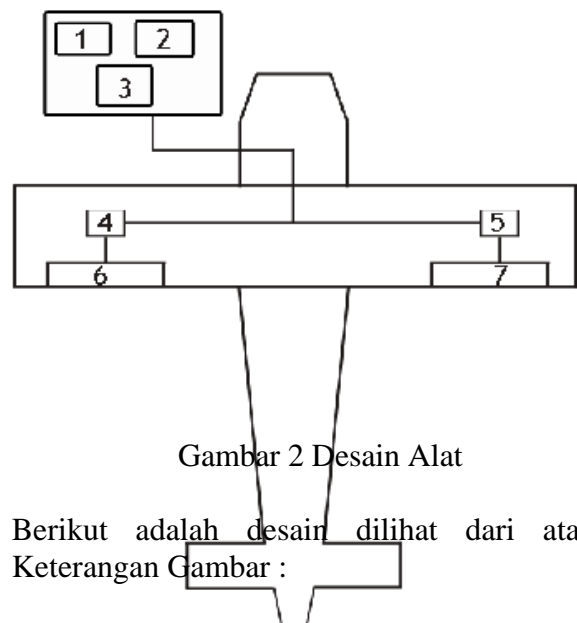 1 2
3
4 5
6 7
Gambar 2 Desain Alat
Berikut adalah desain dilihat dari ata
Keterangan Gambar :